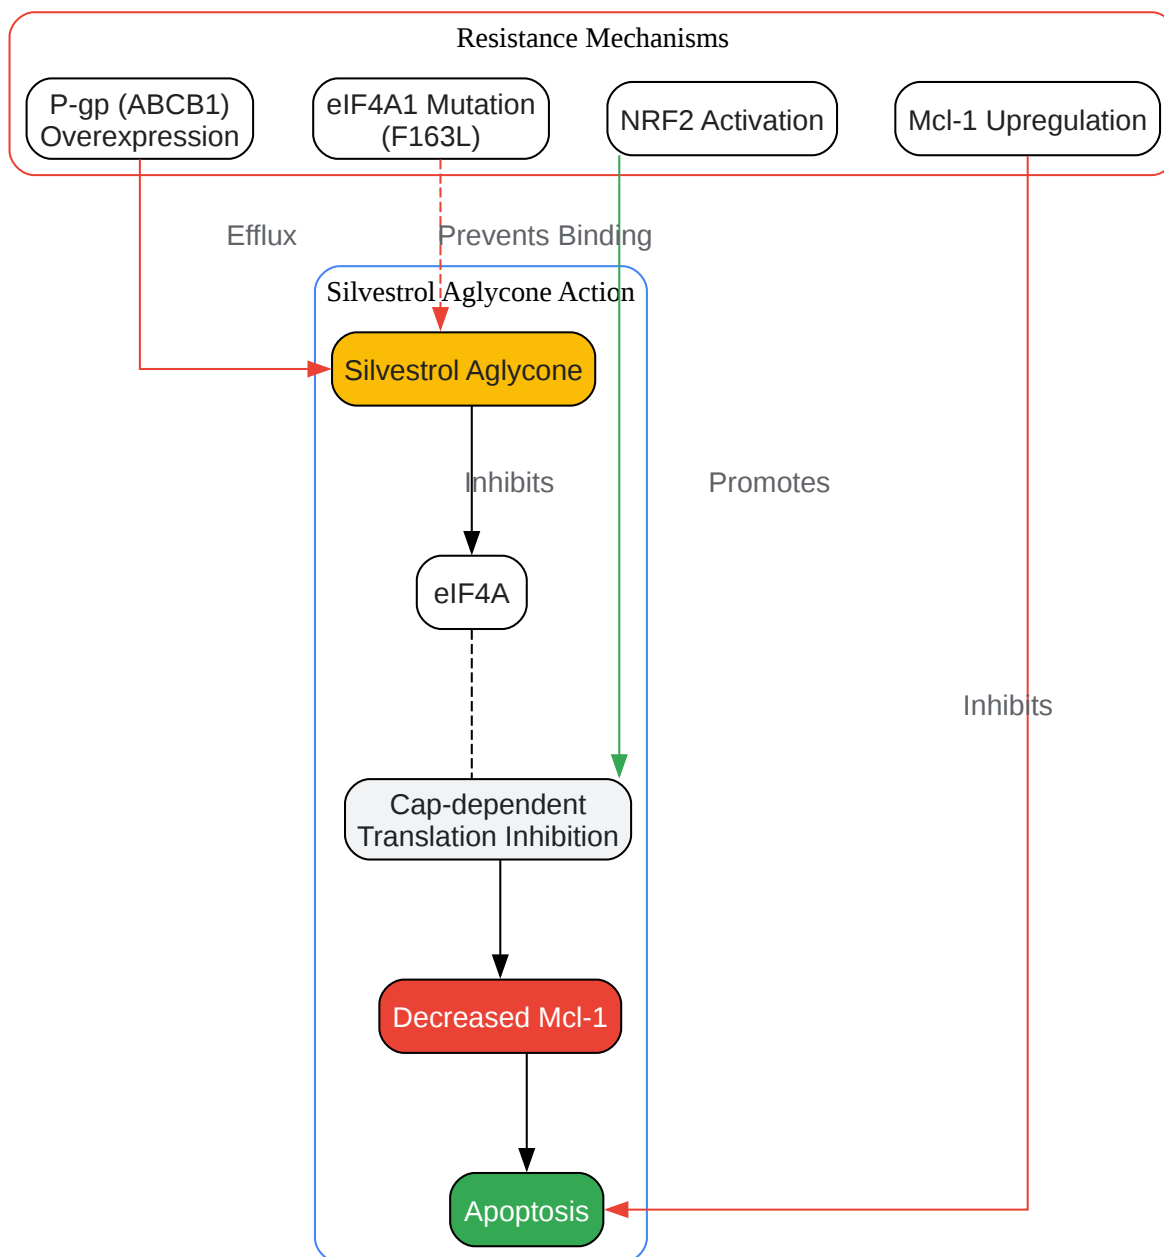 Resistance Mechanisms
P-gp (ABCB1)
Overexpression
eIF4A1 Mutation
(F163L)
NRF2 Activation
Mcl-1 Upregulation
Efflux
Prevents Binding
Silvestrol Aglycone Action
Silvestrol Aglycone
Inhibits
Promotes
eIF4A
Inhibits
Cap-dependent
Translation Inhibition
Decreased Mcl-1
Apoptosis